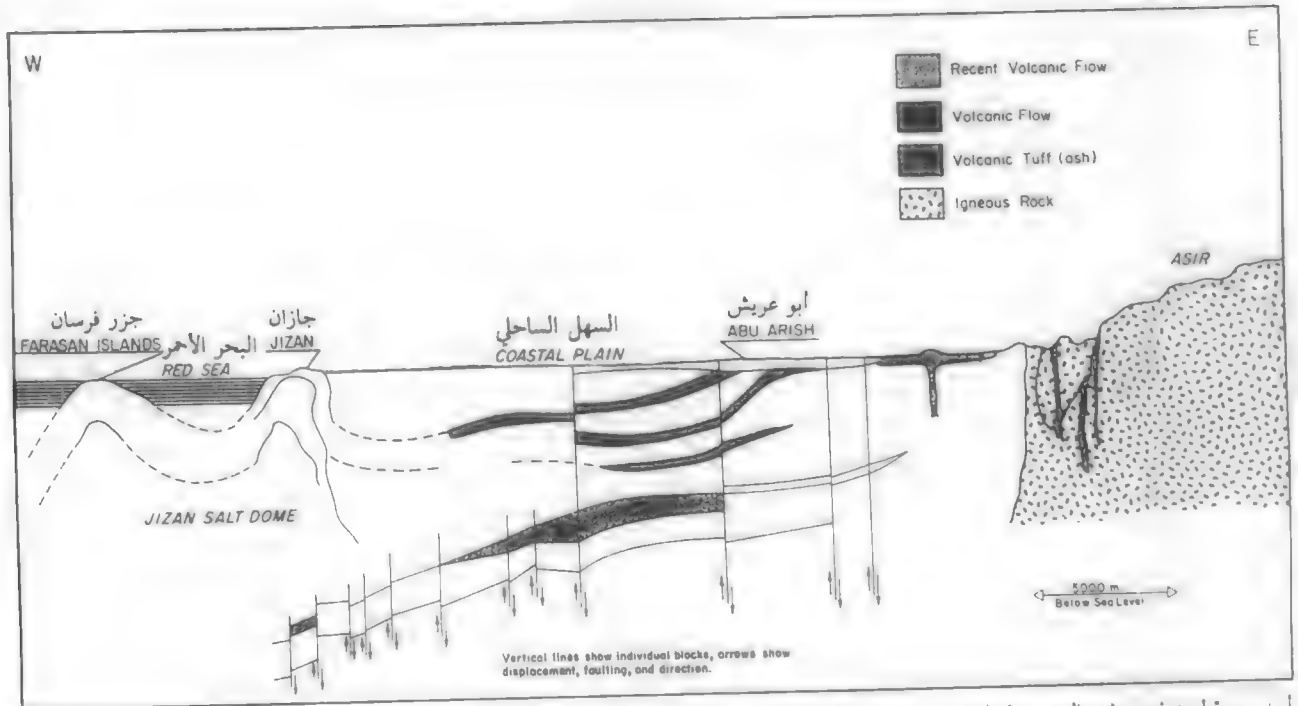 W
E
Recent Volcanic Flow
Volcanic Flow
Volcanic Tuff (ash)
Igneous Rock
ASIR
جزر فرسان
FARASAN ISLANDS
البحر الأحمر
RED SEA
جازان
JIZAN
السهل الساحلي
COASTAL PLAIN
ابو عريش
ABU ARISH
JIZAN SALT DOME
5000 m.
Below Sea Level
Vertical lines show individual blocks, arrows show
displacement, faulting, and direction.